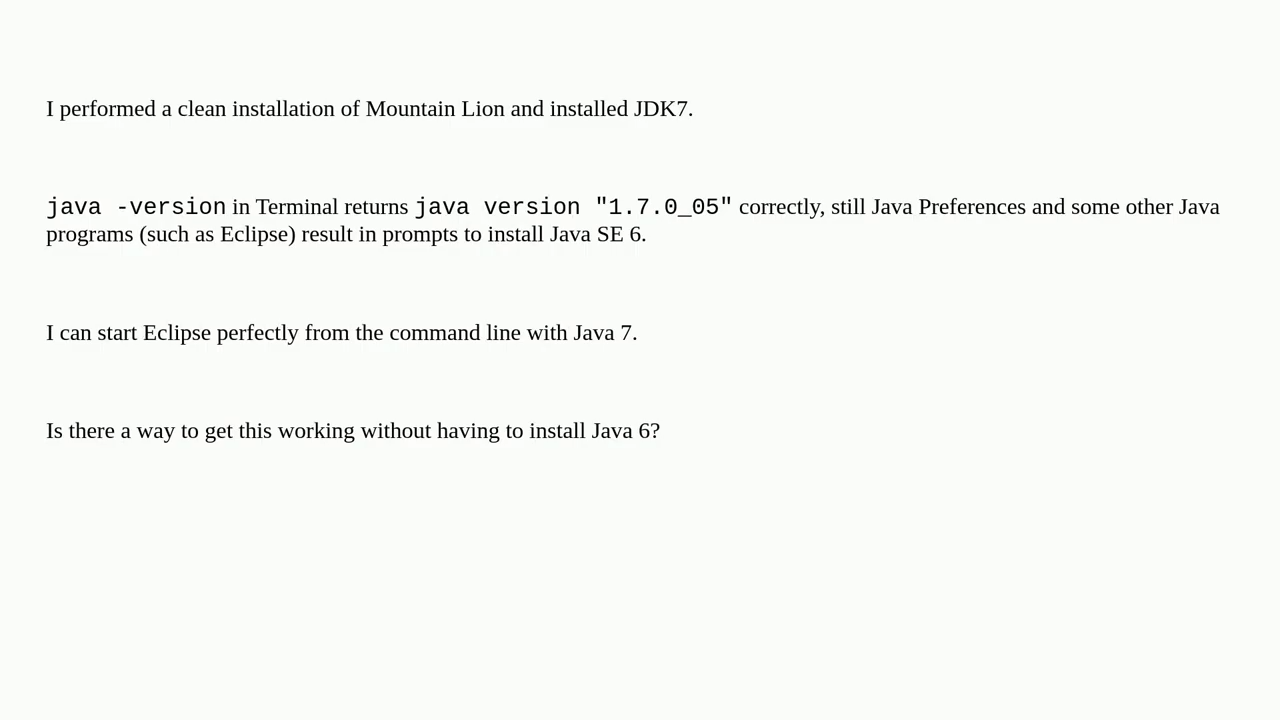 I performed a clean installation of Mountain Lion and installed JDK7.
java -version in Terminal returns java version "1.7.0_05" correctly, still Java Preferences and some other Java
programs (such as Eclipse) result in prompts to install Java SE 6.
I can start Eclipse perfectly from the command line with Java 7.
Is there a way to get this working without having to install Java 6?